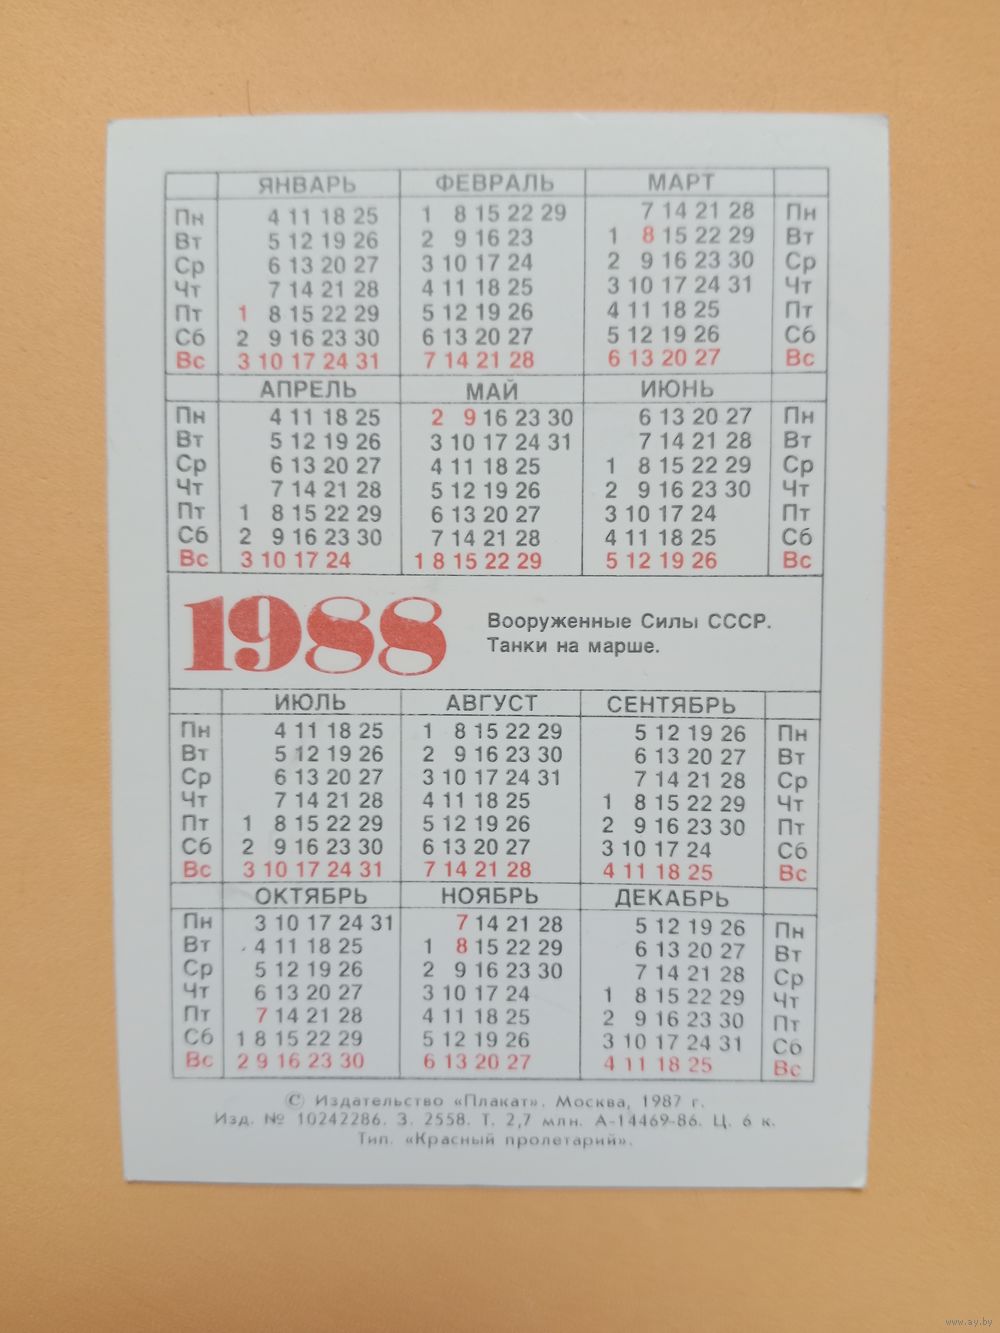 ЯНВАРЬ ФЕВРАЛЬ МАРТ
Пн 4 11 18 25 1 8 15 22 29 7 14 21 28 Пн
Вт 5 12 19 26 2 9 16 23 1 8 15 22 29 Вт
Ср 6 13 20 27 3 10 17 24 2 9 16 23 30 Ср
Чт 7 14 21 28 4 11 18 25 3 10 17 24 31 Чт
Пт 1 8 15 22 29 5 12 19 26 4 11 18 25 Пт
Сб 2 9 16 23 30 6 13 20 27 5 12 19 26 Сб
Вс 3 10 17 24 31 7 14 21 28 6 13 20 27 Вс
АПРЕЛЬ МАЙ ИЮНЬ
Пн 4 11 18 25 2 9 16 23 30 6 13 20 27 Пн
Вт 5 12 19 26 3 10 17 24 31 7 14 21 28 Вт
Ср 6 13 20 27 4 11 18 25 1 8 15 22 29 Ср
Чт 7 14 21 28 5 12 19 26 2 9 16 23 30 Чт
Пт 1 8 15 22 29 6 13 20 27 3 10 17 24 Пт
Сб 2 9 16 23 30 7 14 21 28 4 11 18 25 Сб
Вс 3 10 17 24 1 8 15 22 29 5 12 19 26 Вс
1988
Вооруженные Силы СССР.
Танки на марше.
ИЮЛЬ АВГУСТ СЕНТЯБРЬ
Пн 4 11 18 25 1 8 15 22 29 5 12 19 26 Пн
Вт 5 12 19 26 2 9 16 23 30 6 13 20 27 Вт
Ср 6 13 20 27 3 10 17 24 31 7 14 21 28 Ср
Чт 7 14 21 28 4 11 18 25 1 8 15 22 29 Чт
Пт 1 8 15 22 29 5 12 19 26 2 9 16 23 30 Пт
Сб 2 9 16 23 30 6 13 20 27 3 10 17 24 Сб
Вс 3 10 17 24 31 7 14 21 28 4 11 18 25 Вс
ОКТЯБРЬ НОЯБРЬ ДЕКАБРЬ
Пн 3 10 17 24 31 7 14 21 28 5 12 19 26 Пн
Вт 4 11 18 25 1 8 15 22 29 6 13 20 27 Вт
Ср 5 12 19 26 2 9 16 23 30 7 14 21 28 Ср
Чт 6 13 20 27 3 10 17 24 1 8 15 22 29 Чт
Пт 7 14 21 28 4 11 18 25 2 9 16 23 30 Пт
Сб 1 8 15 22 29 5 12 19 26 3 10 17 24 31 Сб
Вс 2 9 16 23 30 6 13 20 27 4 11 18 25 Вс
© Издательство «Плакат». Москва, 1987 г.
Изд. № 10242286. З. 2558. Т. 2,7 млн. А-14469-86. Ц. 6 к.
Тип. «Красный пролетарий».
www.ay.by